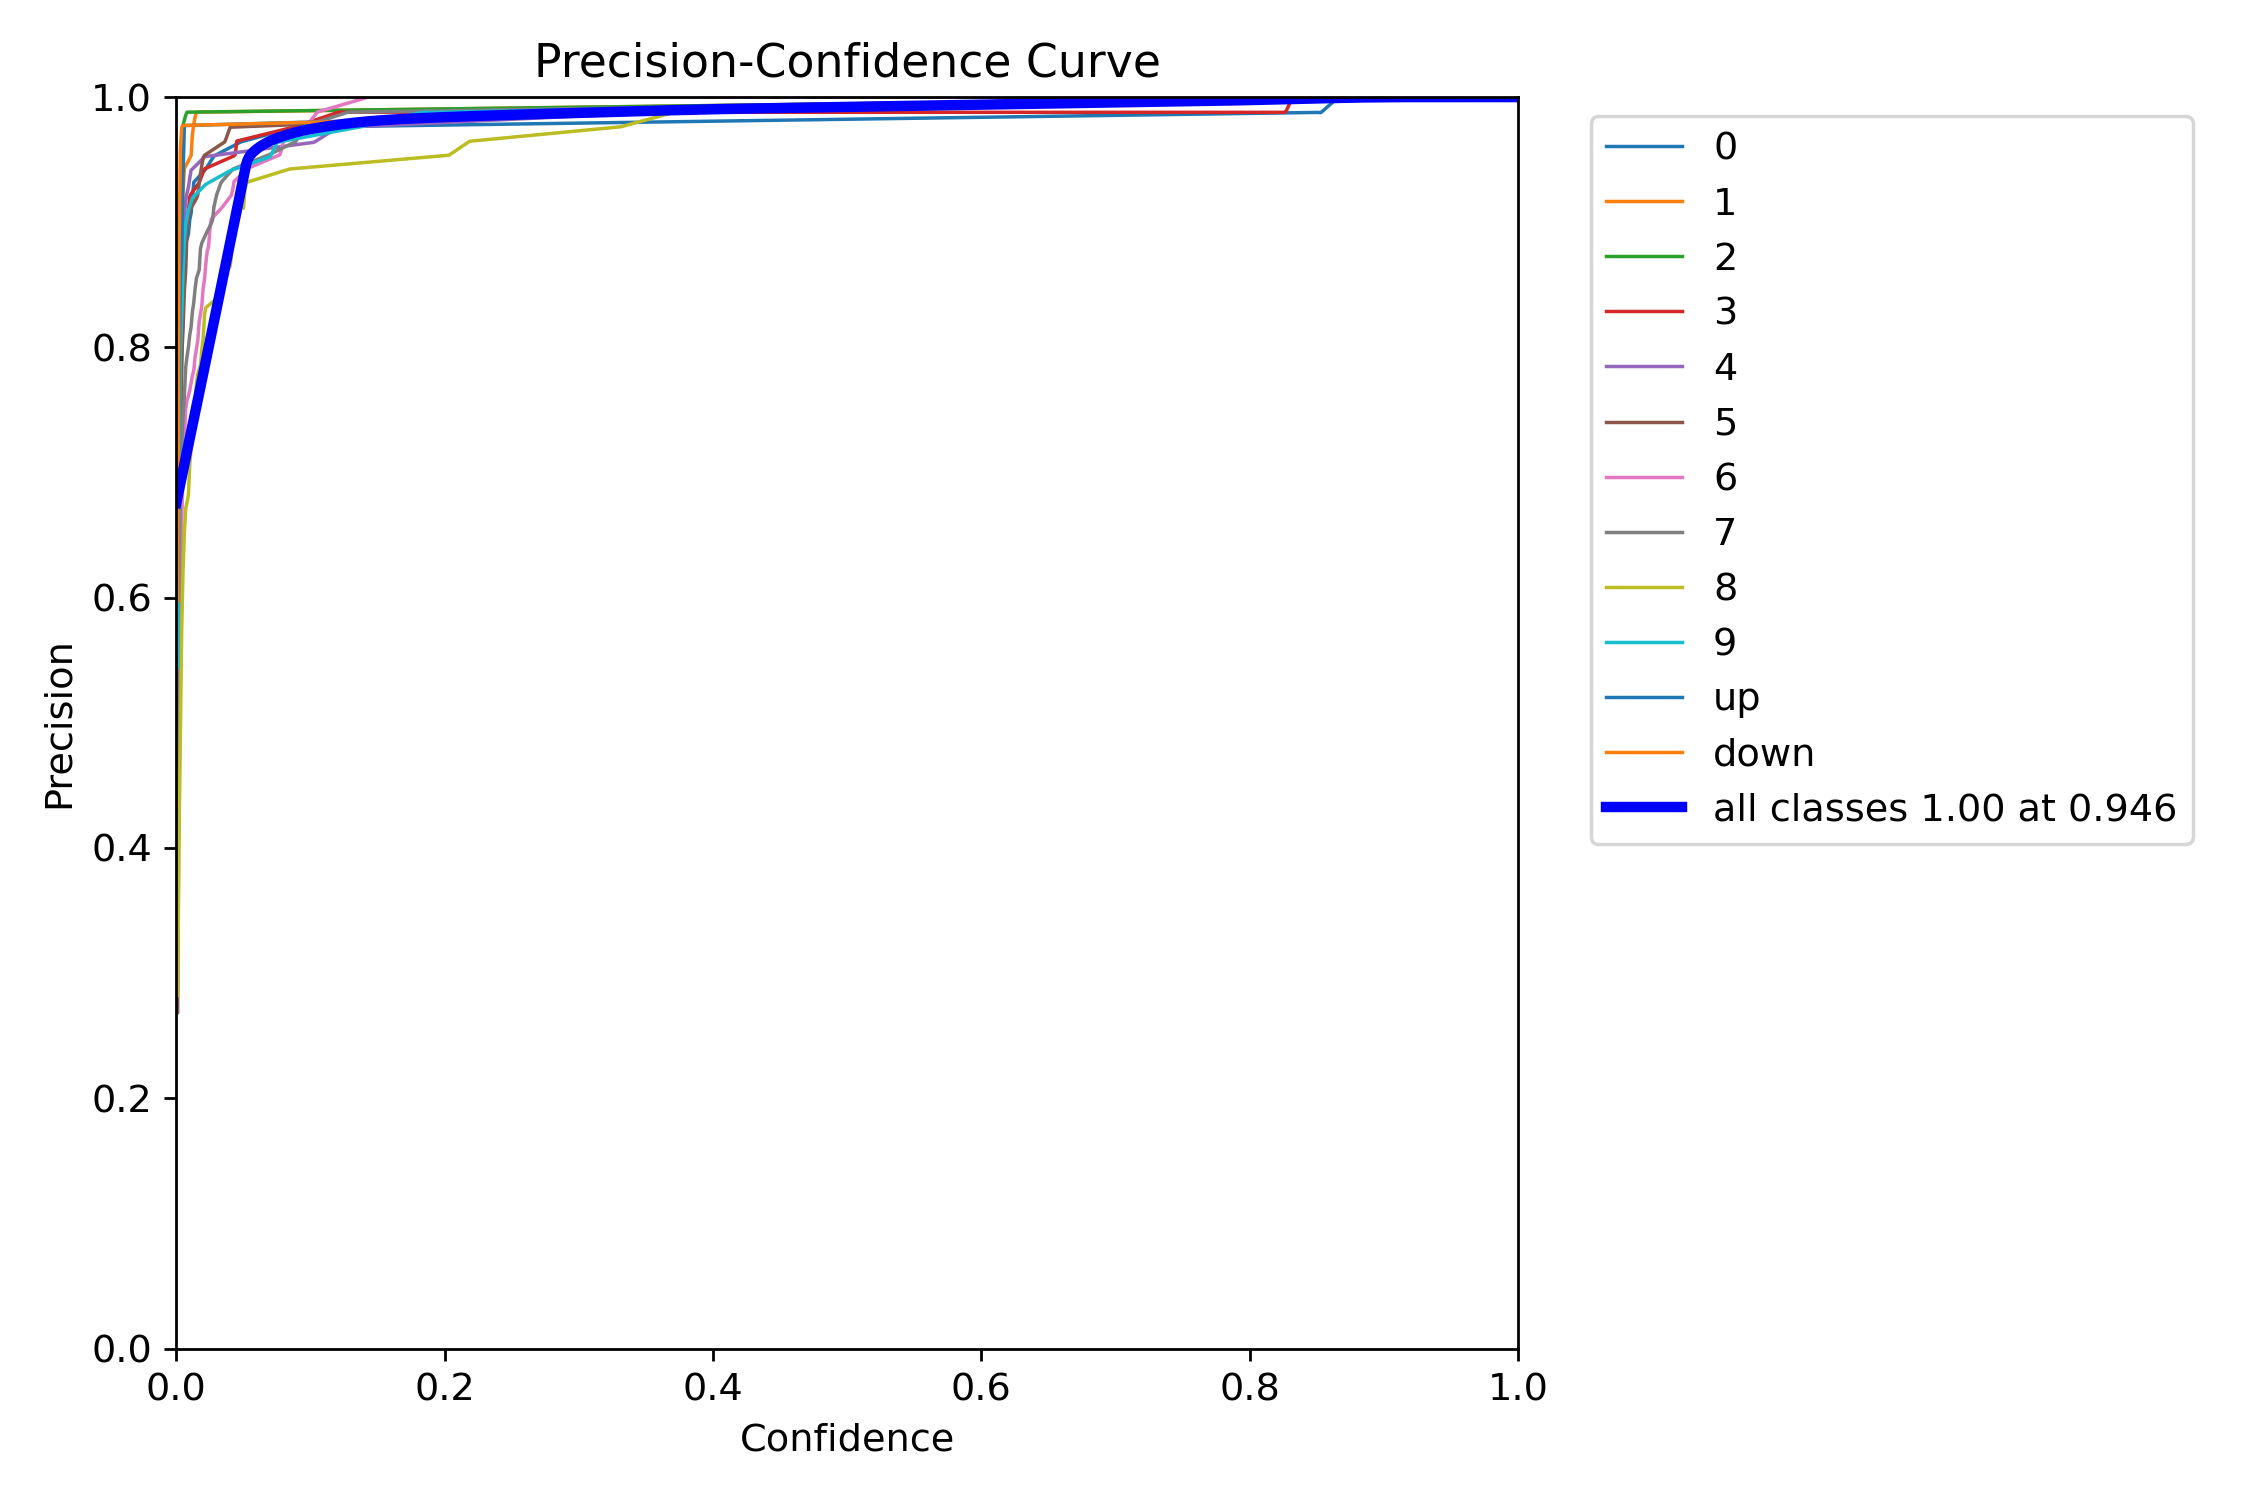 Precision-Confidence Curve
1.0
0.8
0.6
0.4
0.2
0.0
Precision
0.0 0.2 0.4 0.6 0.8 1.0
Confidence
0
1
2
3
4
5
6
7
8
9
up
down
all classes 1.00 at 0.946